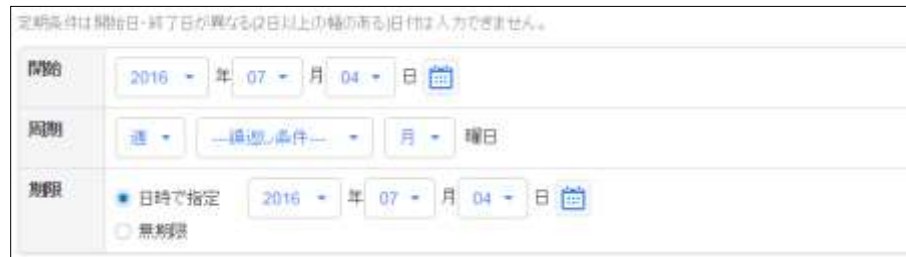 定期条件は開始日・終了日が異なる(2日以上の幅のある)日付は入力できません。
開始 2016 年 07 月 04 日
周期 週 ---繰返し条件--- 月 曜日
期限 日時で指定 2016 年 07 月 04 日
無期限